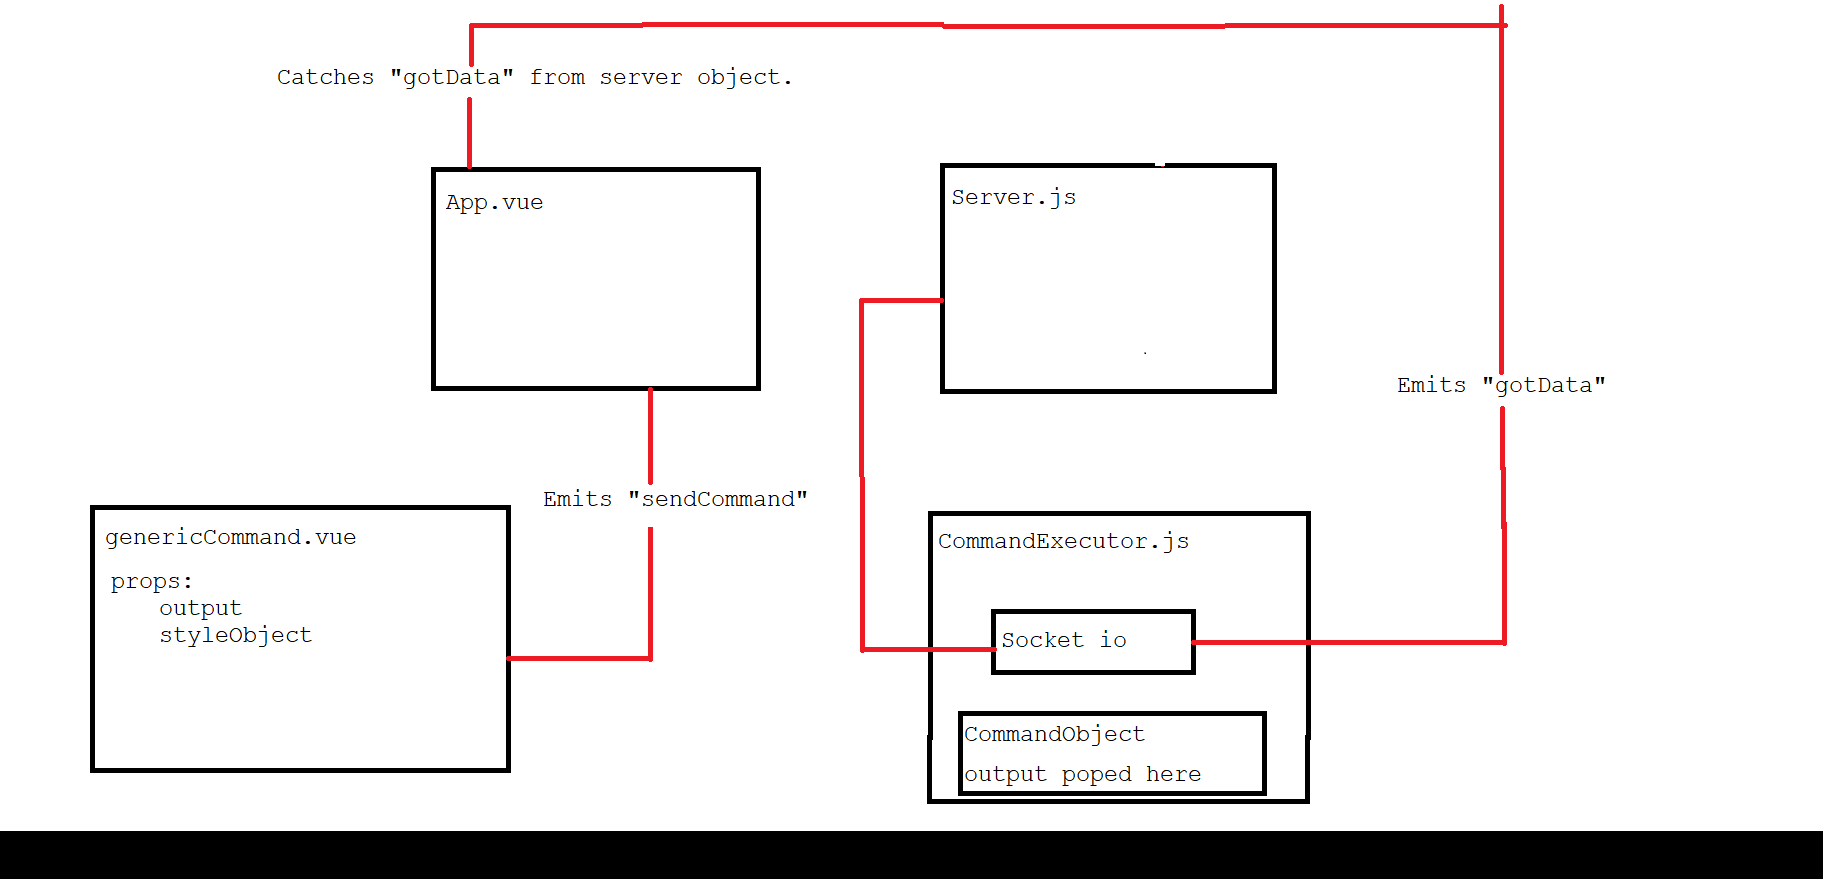 Catches "gotData" from server object.
App.vue
Server.js
Emits "gotData"
Emits "sendCommand"
genericCommand.vue
props:
output
styleObject
CommandExecutor.js
Socket io
CommandObject
output poped here